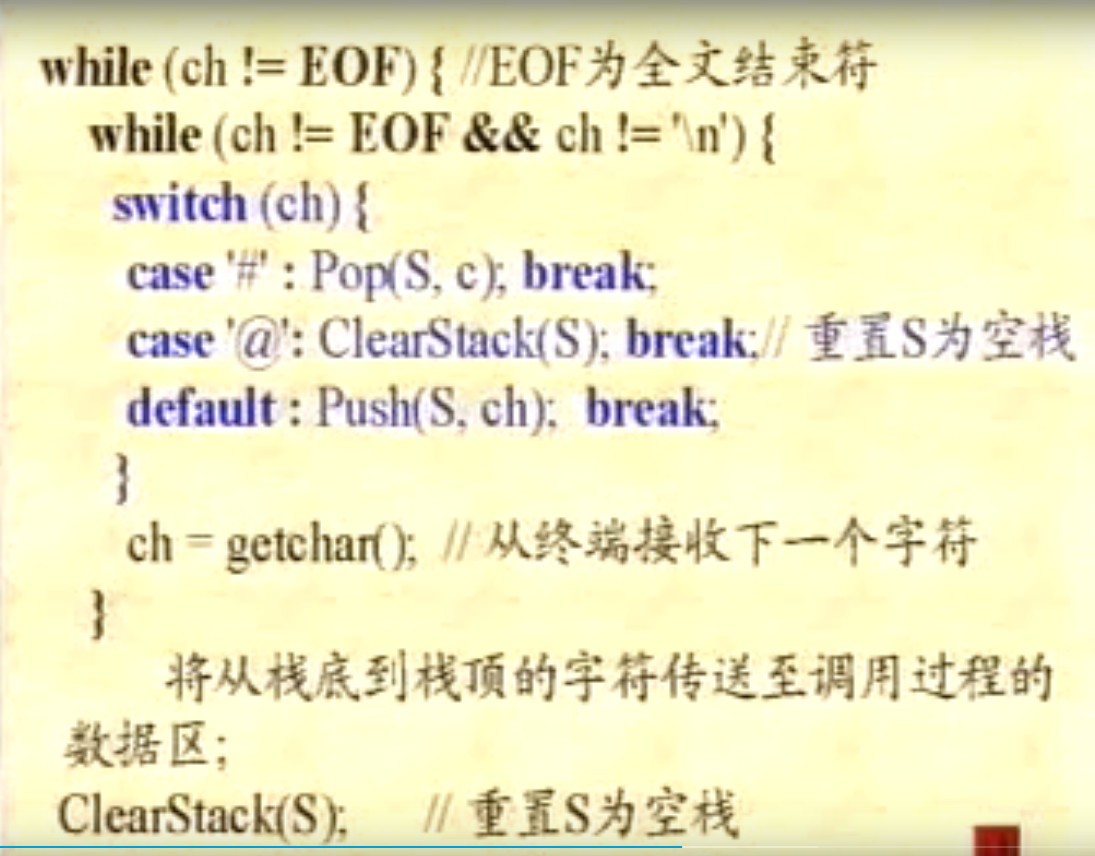 while (ch != EOF) { //EOF为全文结束符
while (ch != EOF && ch != '\n') {
switch (ch) {
case '#' : Pop(S, c); break;
case '@': ClearStack(S); break;// 重置S为空栈
default : Push(S, ch); break;
}
ch = getchar(); // 从终端接收下一个字符
}
将从栈底到栈顶的字符传送至调用过程的
数据区;
ClearStack(S); // 重置S为空栈